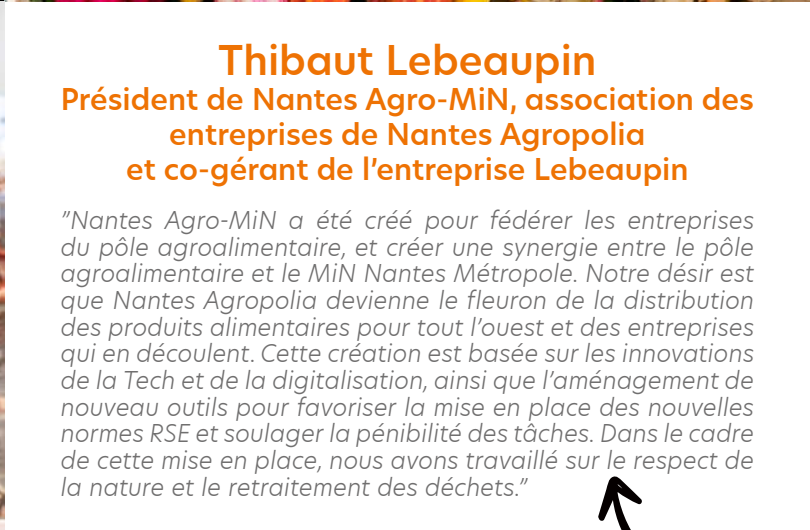 Thibaut Lebeaupin
Président de Nantes Agro-MiN, association des
entreprises de Nantes Agropolia
et co-gérant de l’entreprise Lebeaupin
”Nantes Agro-MiN a été créé pour fédérer les entreprises
du pôle agroalimentaire, et créer une synergie entre le pôle
agroalimentaire et le MiN Nantes Métropole. Notre désir est
que Nantes Agropolia devienne le fleuron de la distribution
des produits alimentaires pour tout l’ouest et des entreprises
qui en découlent. Cette création est basée sur les innovations
de la Tech et de la digitalisation, ainsi que l’aménagement de
nouveau outils pour favoriser la mise en place des nouvelles
normes RSE et soulager la pénibilité des tâches. Dans le cadre
de cette mise en place, nous avons travaillé sur le respect de
la nature et le retraitement des déchets.”